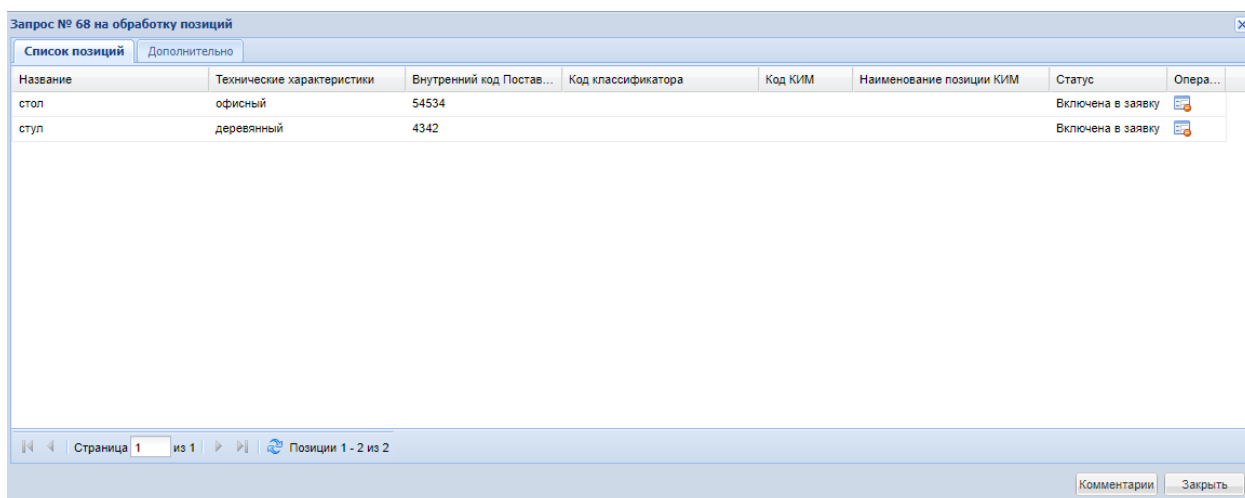 Запрос № 68 на обработку позиций
Список позиций Дополнительно
Название Технические характеристики Внутренний код Постав... Код классификатора Код КИМ Наименование позиции КИМ Статус Опера...
стол офисный 54534 Включена в заявку
стул деревянный 4342 Включена в заявку
Страница 1 из 1 Позиции 1 - 2 из 2
Комментарии Закрыть